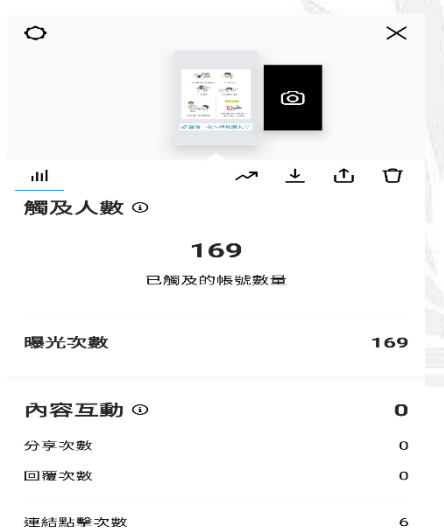 觸及人數
169
已觸及的帳號數量
曝光次數 169
內容互動 0
分享次數 0
回覆次數 0
連結點擊次數 6